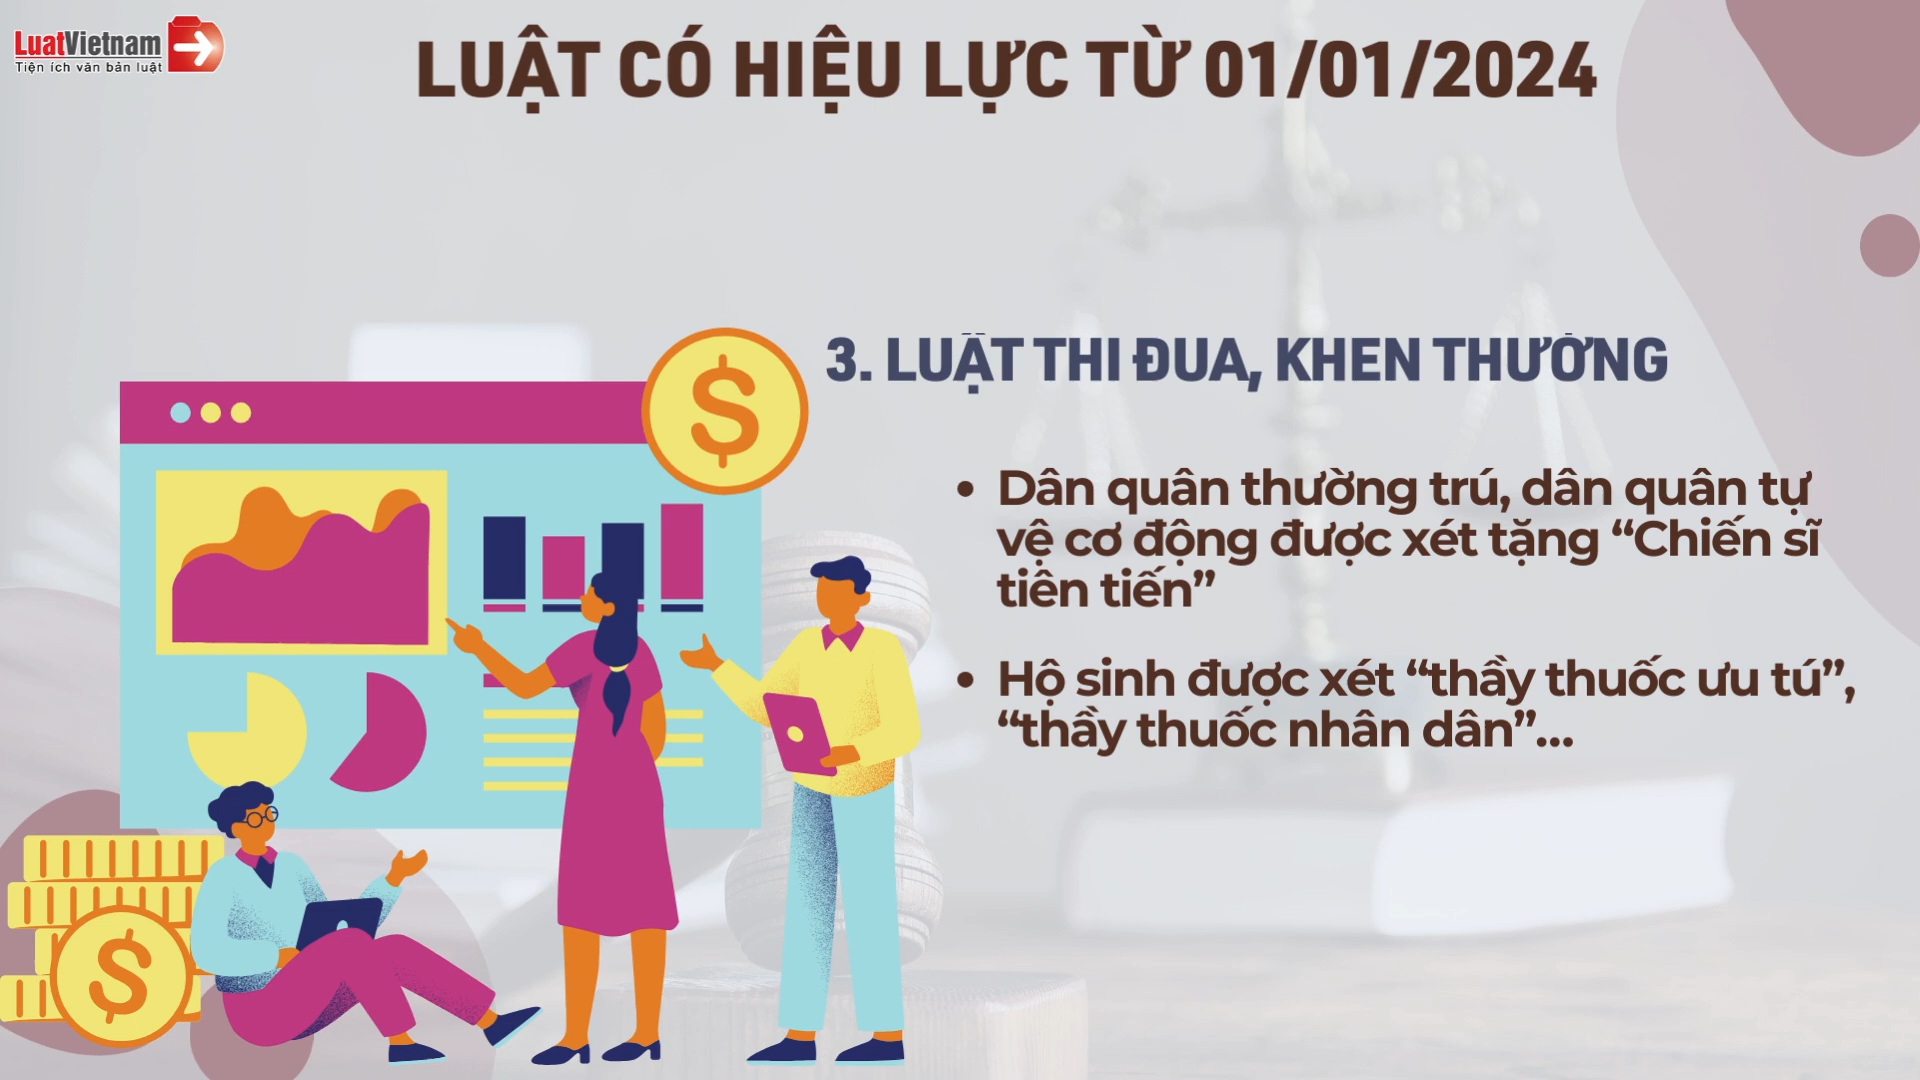 LuatVietnam
Tiện ích văn bản luật
LUẬT CÓ HIỆU LỰC TỪ 01/01/2024
3. LUẬT THI ĐUA, KHEN THƯỞNG
• Dân quân thường trú, dân quân tự
vệ cơ động được xét tặng “Chiến sĩ
tiên tiến”
• Hộ sinh được xét “thầy thuốc ưu tú”,
“thầy thuốc nhân dân”...